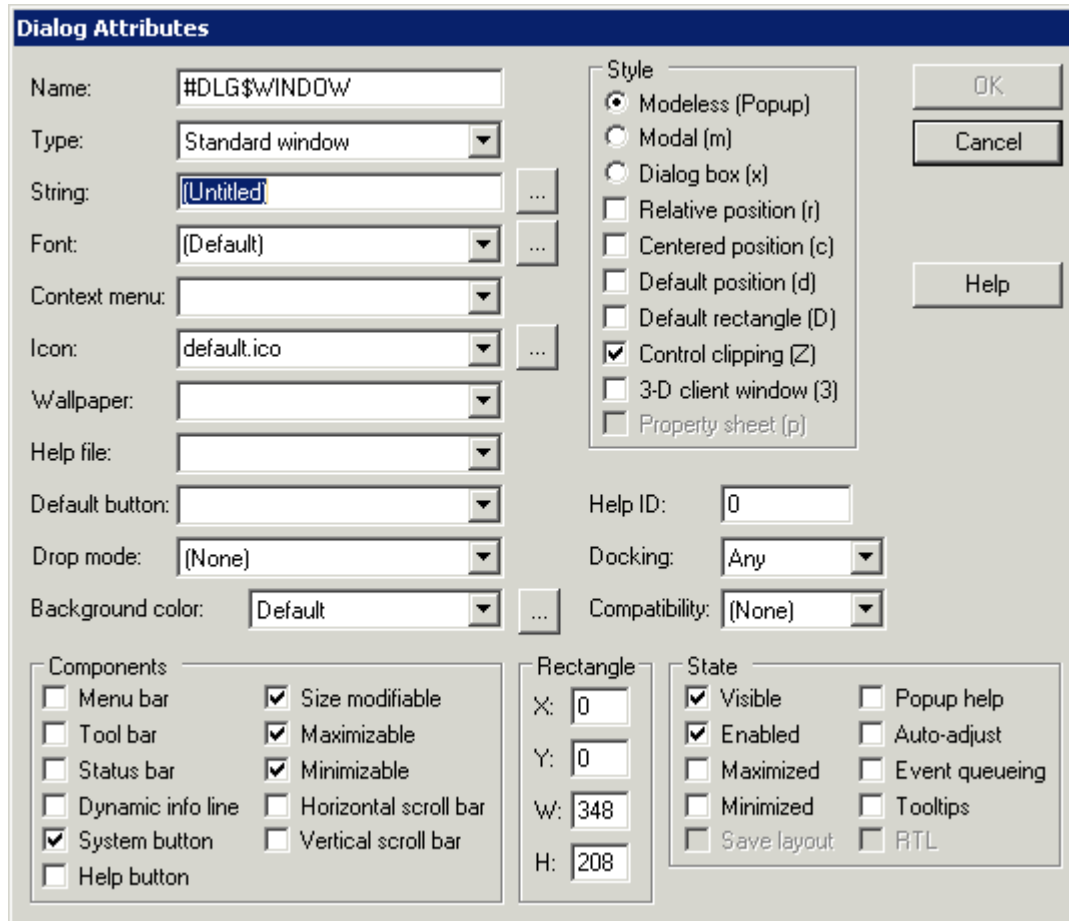 Dialog Attributes
Name: #DLG$WINDOW
Type: Standard window
String: (Untitled) ...
Font: (Default) ...
Context menu:
Icon: default.ico ...
Wallpaper:
Help file:
Default button:
Drop mode: (None)
Background color: Default ...
Style
Modeless (Popup)
Modal (m)
Dialog box (x)
Relative position (r)
Centered position (c)
Default position (d)
Default rectangle (D)
Control clipping (Z)
3-D client window (3)
Property sheet (p)
OK
Cancel
Help
Help ID: 0
Docking: Any
Compatibility: (None)
Components
Menu bar
Tool bar
Status bar
Dynamic info line
System button
Help button
Size modifiable
Maximizable
Minimizable
Horizontal scroll bar
Vertical scroll bar
Rectangle
X: 0
Y: 0
W: 348
H: 208
State
Visible
Enabled
Maximized
Minimized
Save layout
Popup help
Auto-adjust
Event queueing
Tooltips
RTL